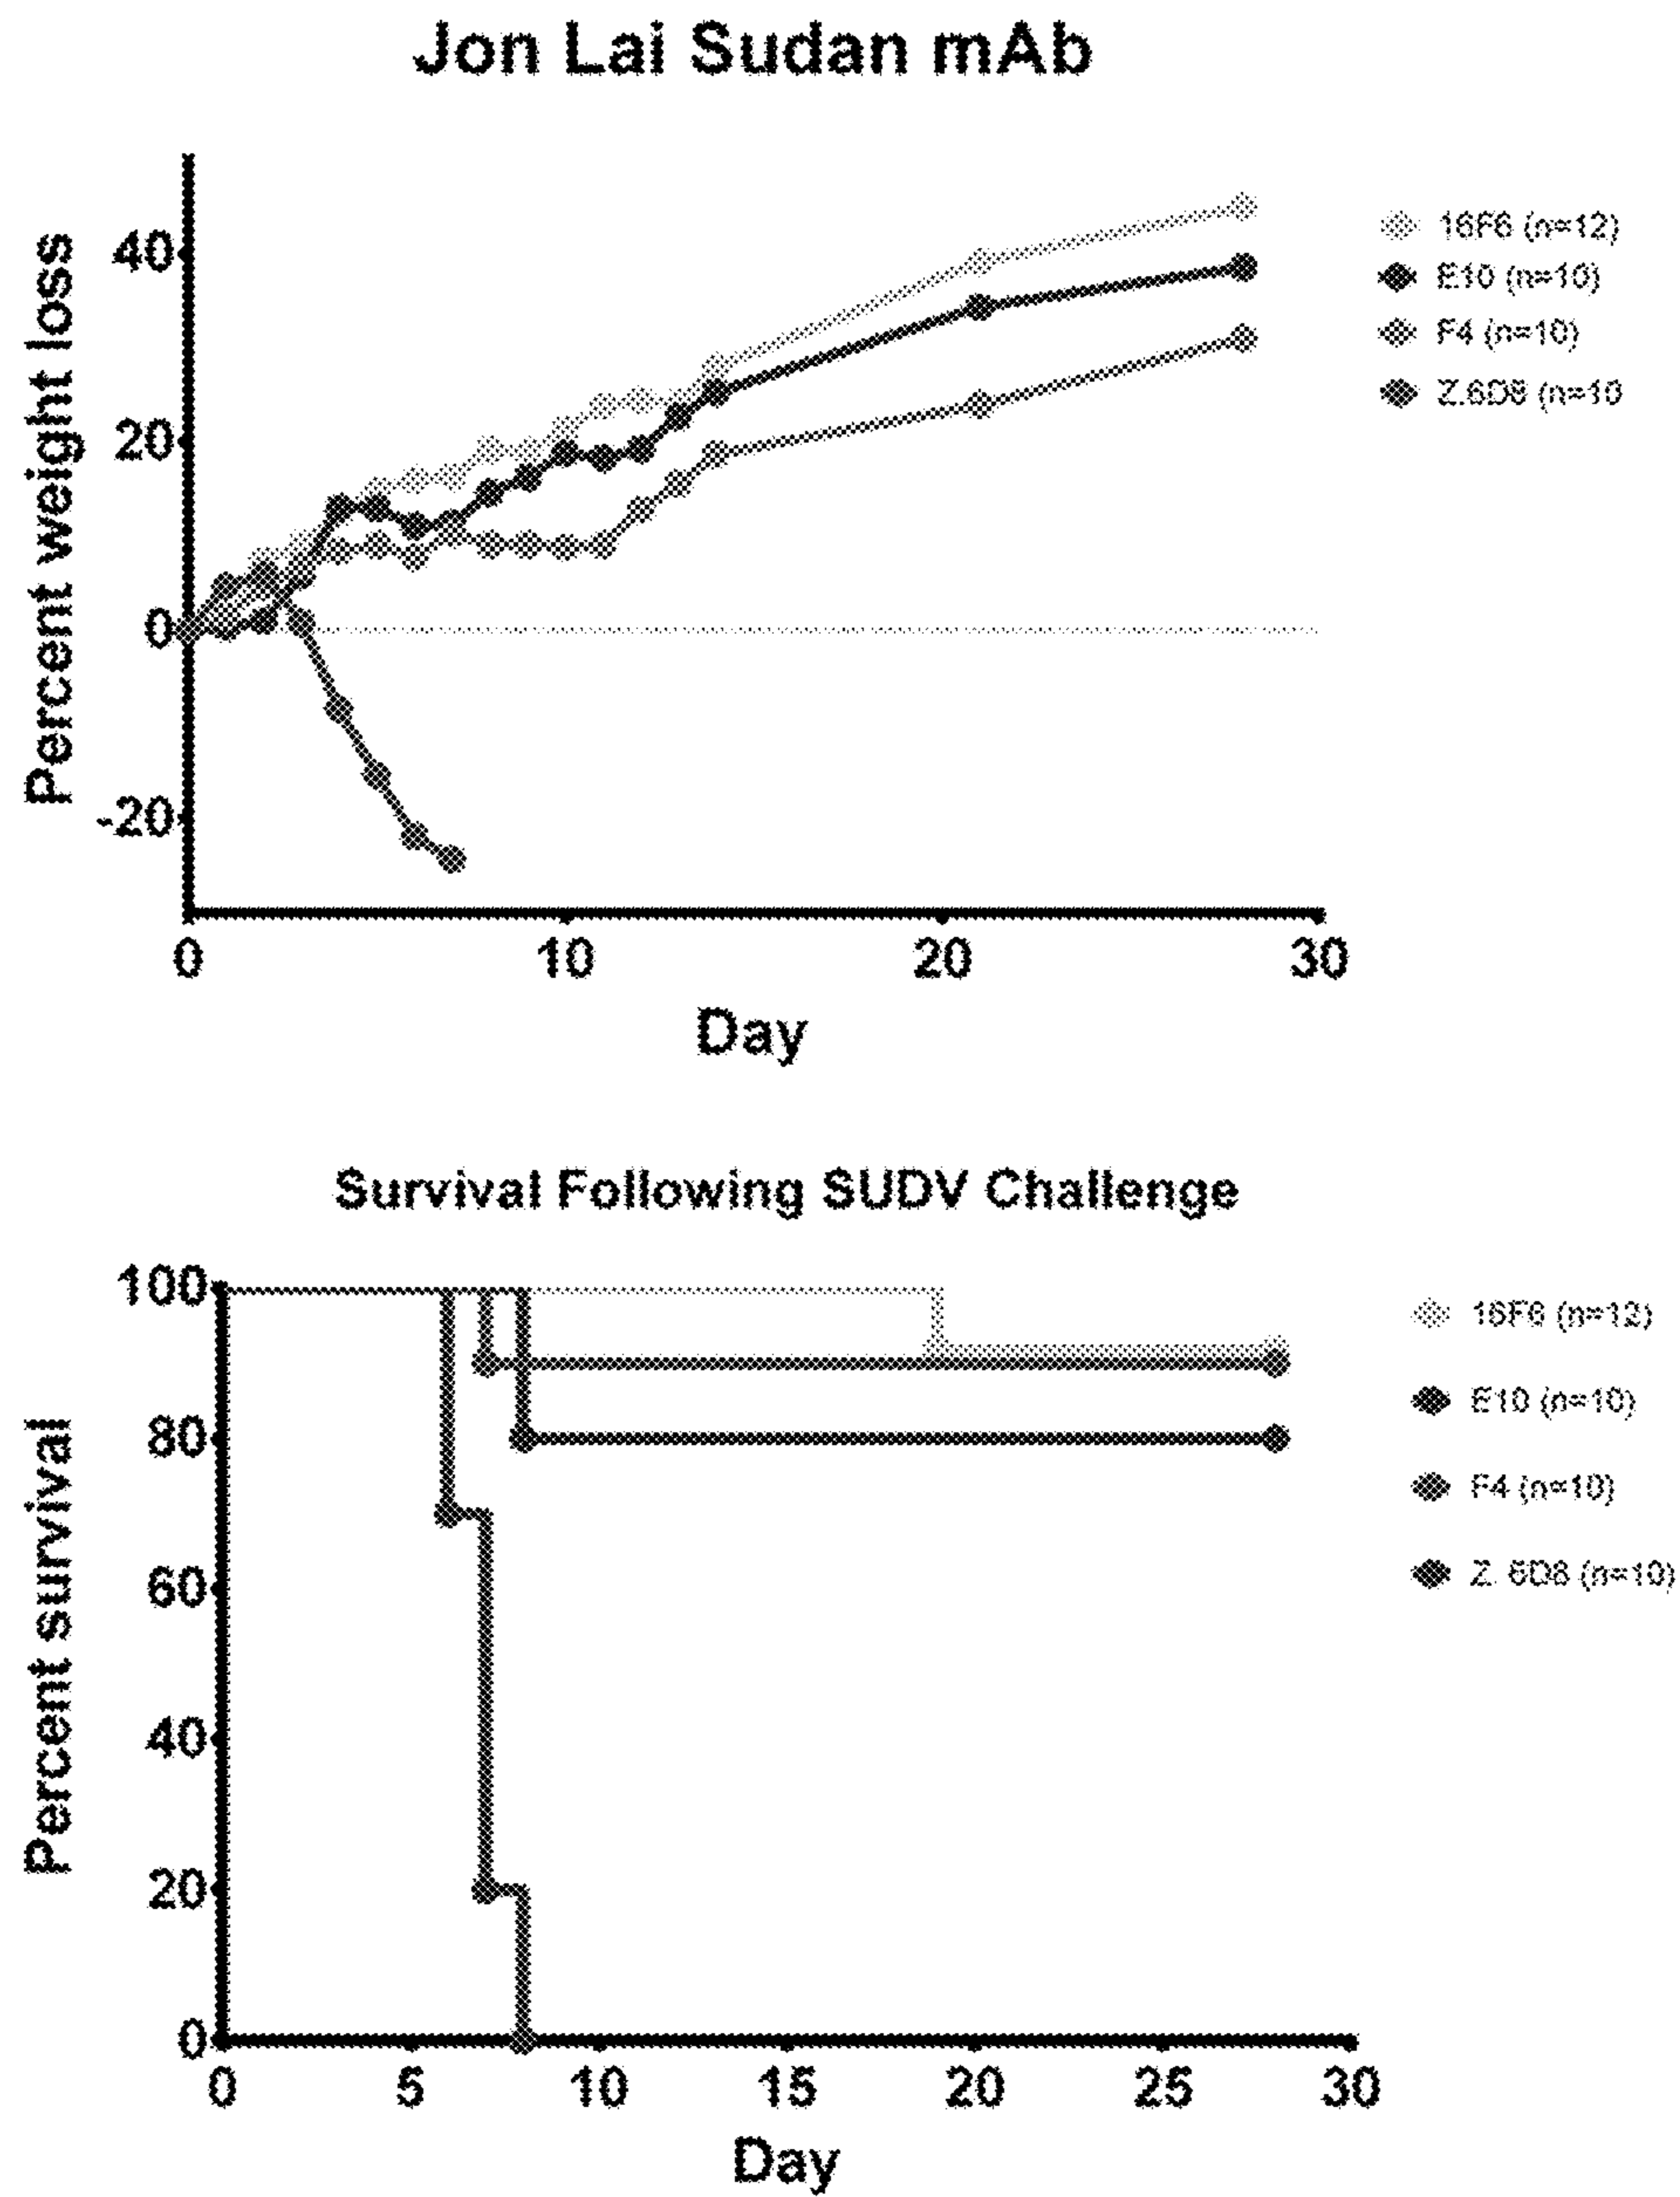 Jon Lai Sudan mAb
Percent weight loss
40
20
0
-20
0 10 20 30
Day
16F6 (n=12)
E10 (n=10)
F4 (n=10)
Z.6D8 (n=10
Survival Following SUDV Challenge
Percent survival
100
80
60
40
20
0
0 5 10 15 20 25 30
Day
16F6 (n=12)
E10 (n=10)
F4 (n=10)
Z. 6D8 (n=10)